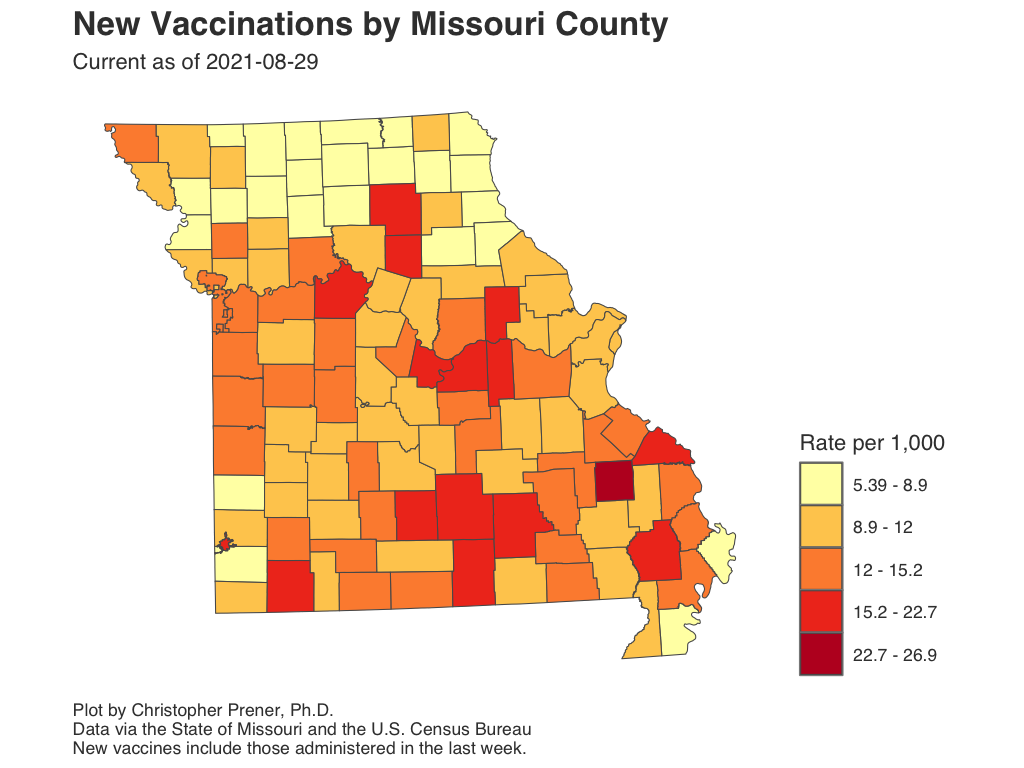 New Vaccinations by Missouri County
Current as of 2021-08-29
Rate per 1,000
5.39 - 8.9
8.9 - 12
12 - 15.2
15.2 - 22.7
22.7 - 26.9
Plot by Christopher Prener, Ph.D.
Data via the State of Missouri and the U.S. Census Bureau
New vaccines include those administered in the last week.